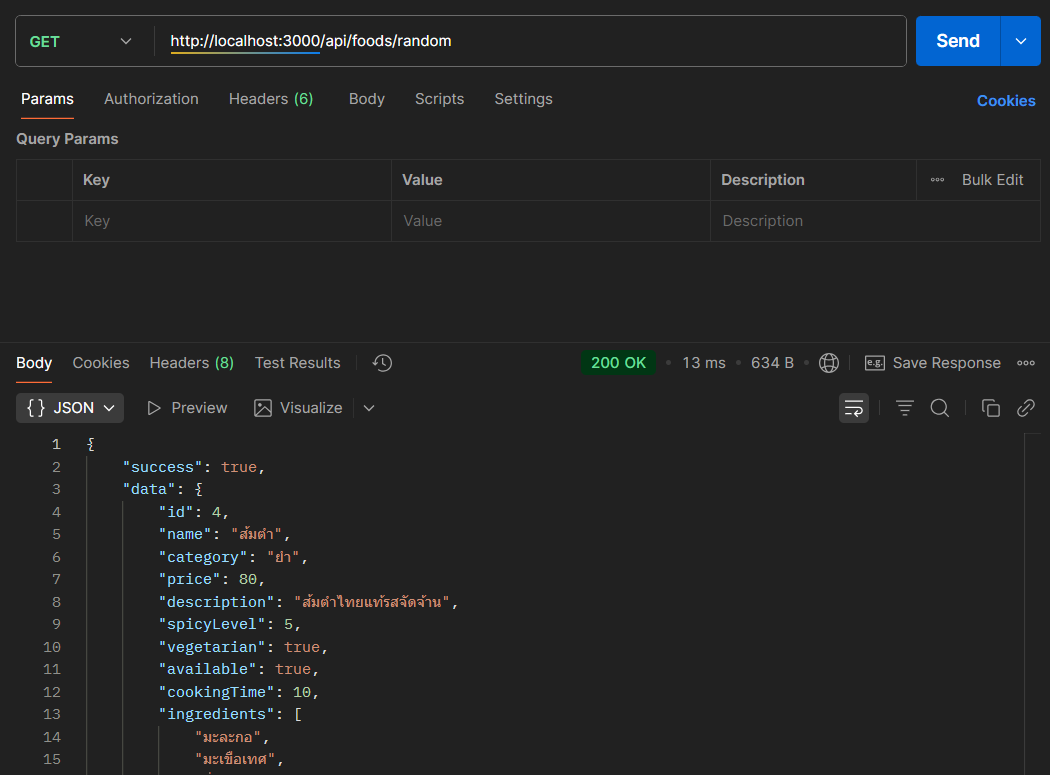 GET http://localhost:3000/api/foods/random Send
Params Authorization Headers (6) Body Scripts Settings Cookies
Query Params
Key Value Description Bulk Edit
Key Value Description
Body Cookies Headers (8) Test Results 200 OK • 13 ms • 634 B • e.g. Save Response
{} JSON Preview Visualize
1 {
2 "success": true,
3 "data": {
4 "id": 4,
5 "name": "ส้มตำ",
6 "category": "ยำ",
7 "price": 80,
8 "description": "ส้มตำไทยแท้รสจัดจ้าน",
9 "spicyLevel": 5,
10 "vegetarian": true,
11 "available": true,
12 "cookingTime": 10,
13 "ingredients": [
14 "มะละกอ",
15 "มะเขือเทศ",